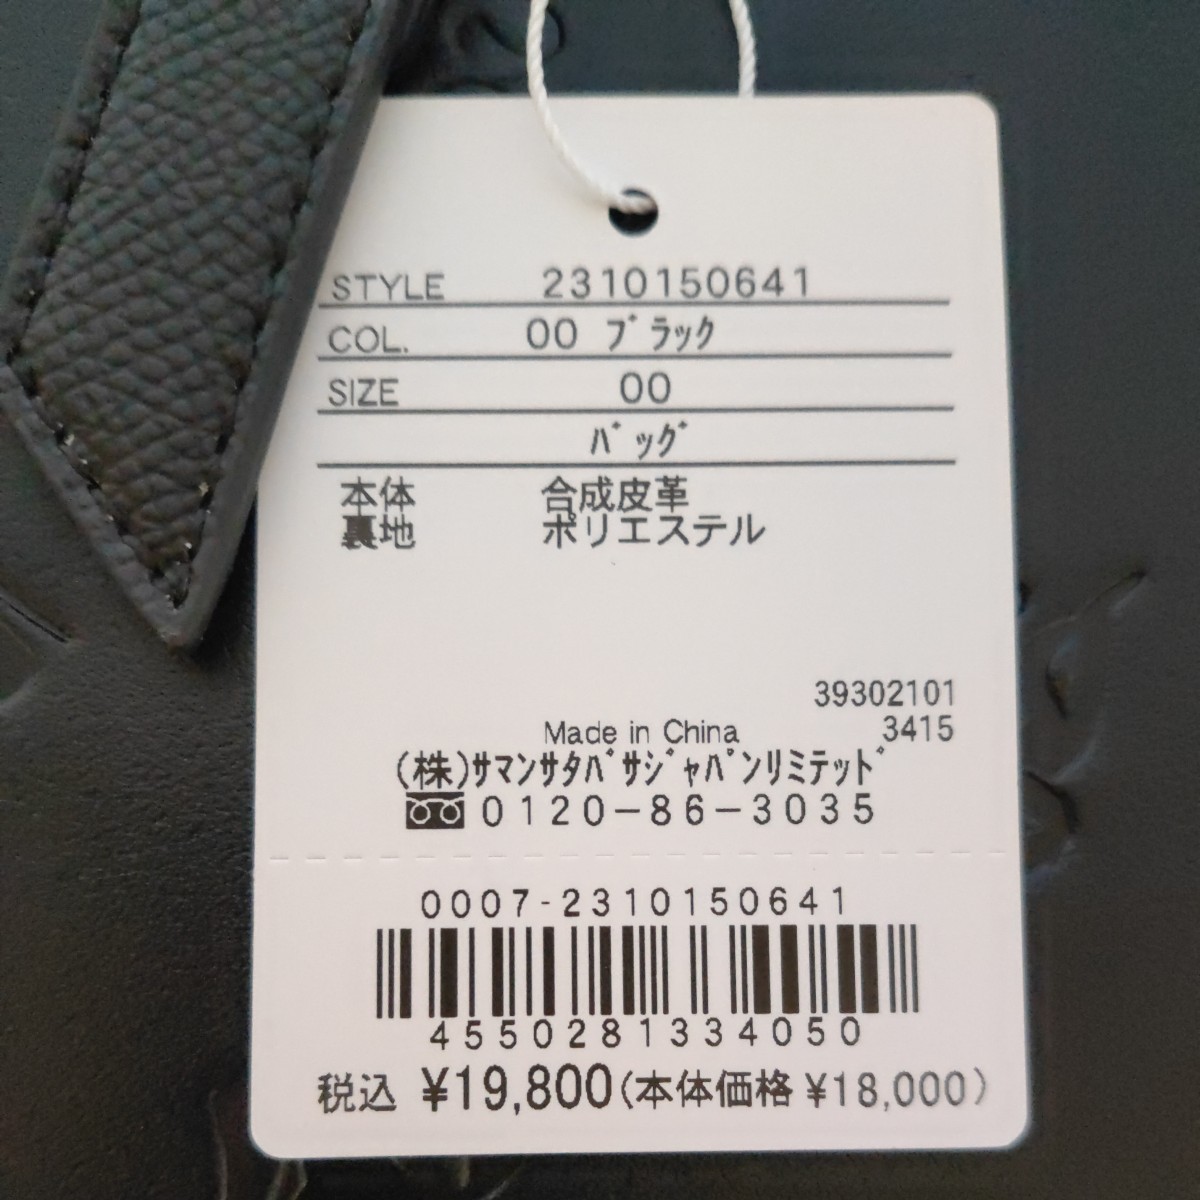 STYLE 2310150641
COL. 00 ﾌﾞﾗｯｸ
SIZE 00
ﾊﾞｯｸﾞ
本体 合成皮革
裏地 ポリエステル
39302101
Made in China 3415
(株)ｻﾏﾝｻﾀﾊﾞｻｼﾞｬﾊﾟﾝﾘﾐﾃｯﾄﾞ
0120-86-3035
0007-2310150641
4550281334050
税込 ¥19,800(本体価格 ¥18,000)